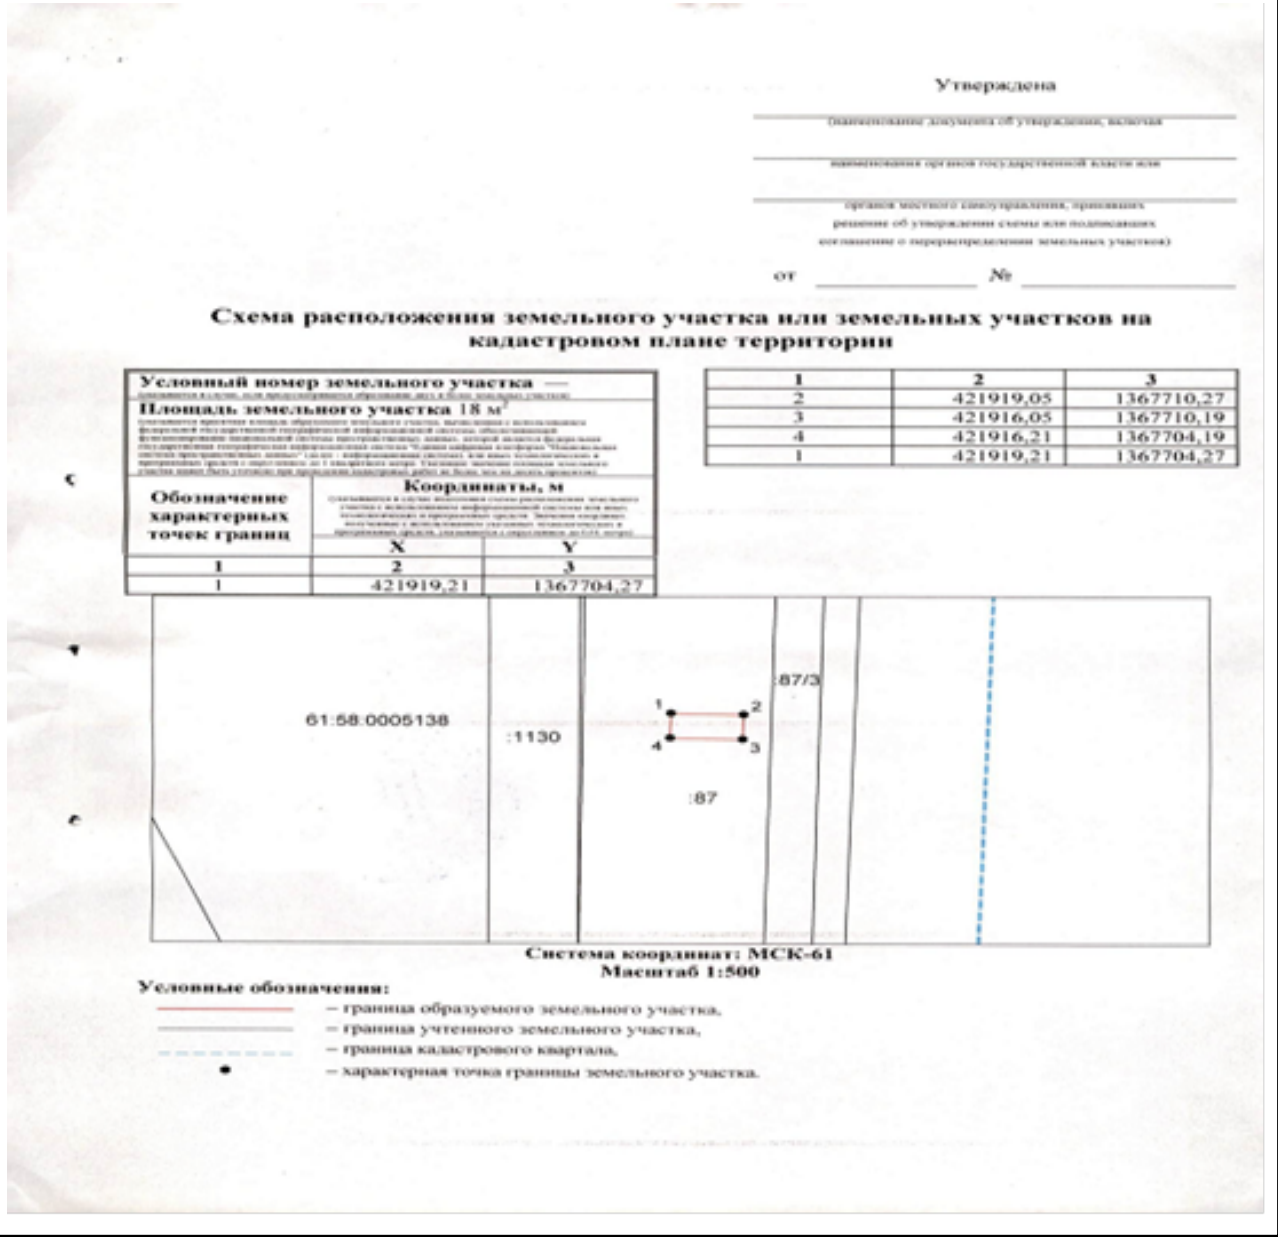 Утверждена
(наименование документа об утверждении, включая
наименования органов государственной власти или
органов местного самоуправления, принявших
решение об утверждении схемы или подписавших
соглашение о перераспределении земельных участков)
от № 
Схема расположения земельного участка или земельных участков на
кадастровом плане территории
Условный номер земельного участка —
Площадь земельного участка 18 м²
Обозначение
характерных
точек границ
Координаты, м
X Y
1 2 3
1 421919,21 1367704,27
1 2 3
2 421919,05 1367710,27
3 421916,05 1367710,19
4 421916,21 1367704,19
1 421919,21 1367704,27
:87/3
1 2
61:58:0005138
:1130
4 3
:87
Система координат: МСК-61
Масштаб 1:500
Условные обозначения:
– граница образуемого земельного участка,
– граница учтенного земельного участка,
– граница кадастрового квартала,
– характерная точка границы земельного участка.